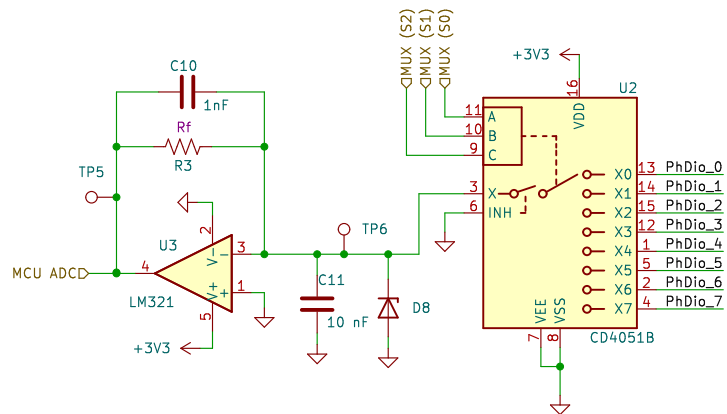 MUX (S2)
MUX (S1)
MUX (S0)
+3V3
16
VDD
U2
C10
1nF
Rf
R3
TP5
11
A
10
B
9
C
3
X
6
INH
X0
13
PhDio_0
X1
14
PhDio_1
X2
15
PhDio_2
X3
12
PhDio_3
X4
1
PhDio_4
X5
5
PhDio_5
X6
2
PhDio_6
X7
4
PhDio_7
VEE
VSS
7
8
CD4051B
TP6
2
U3
V-
-
3
MCU ADC
4
LM321
V+
+
1
5
+3V3
C11
10 nF
D8